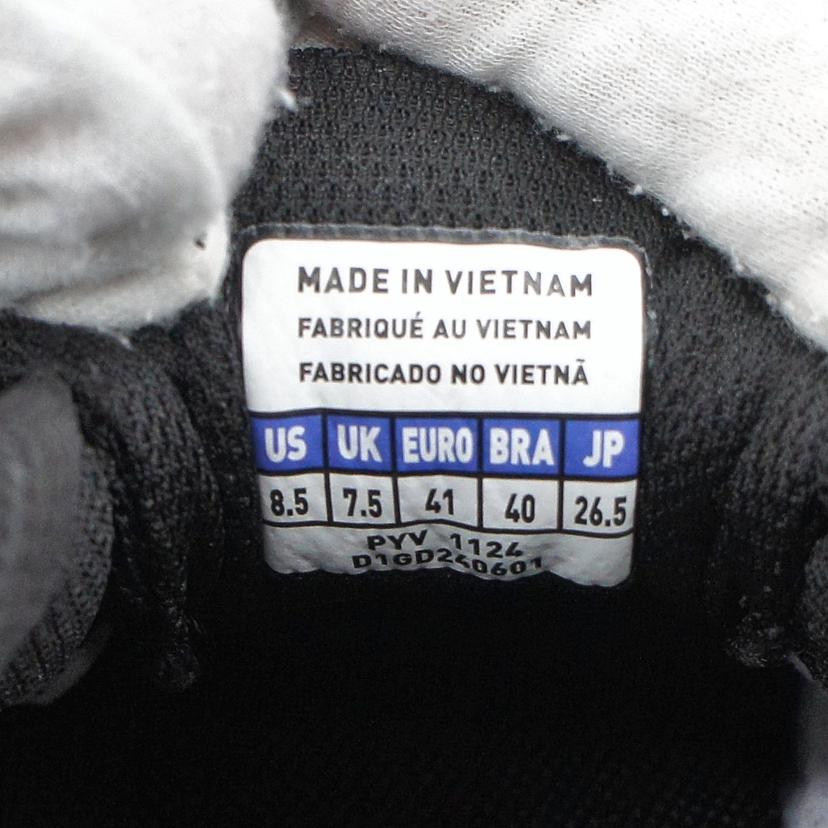 MADE IN VIETNAM
FABRIQUÉ AU VIETNAM
FABRICADO NO VIETNÃ
US UK EURO BRA JP
8.5 7.5 41 40 26.5
PYV 1124
D1GD240601